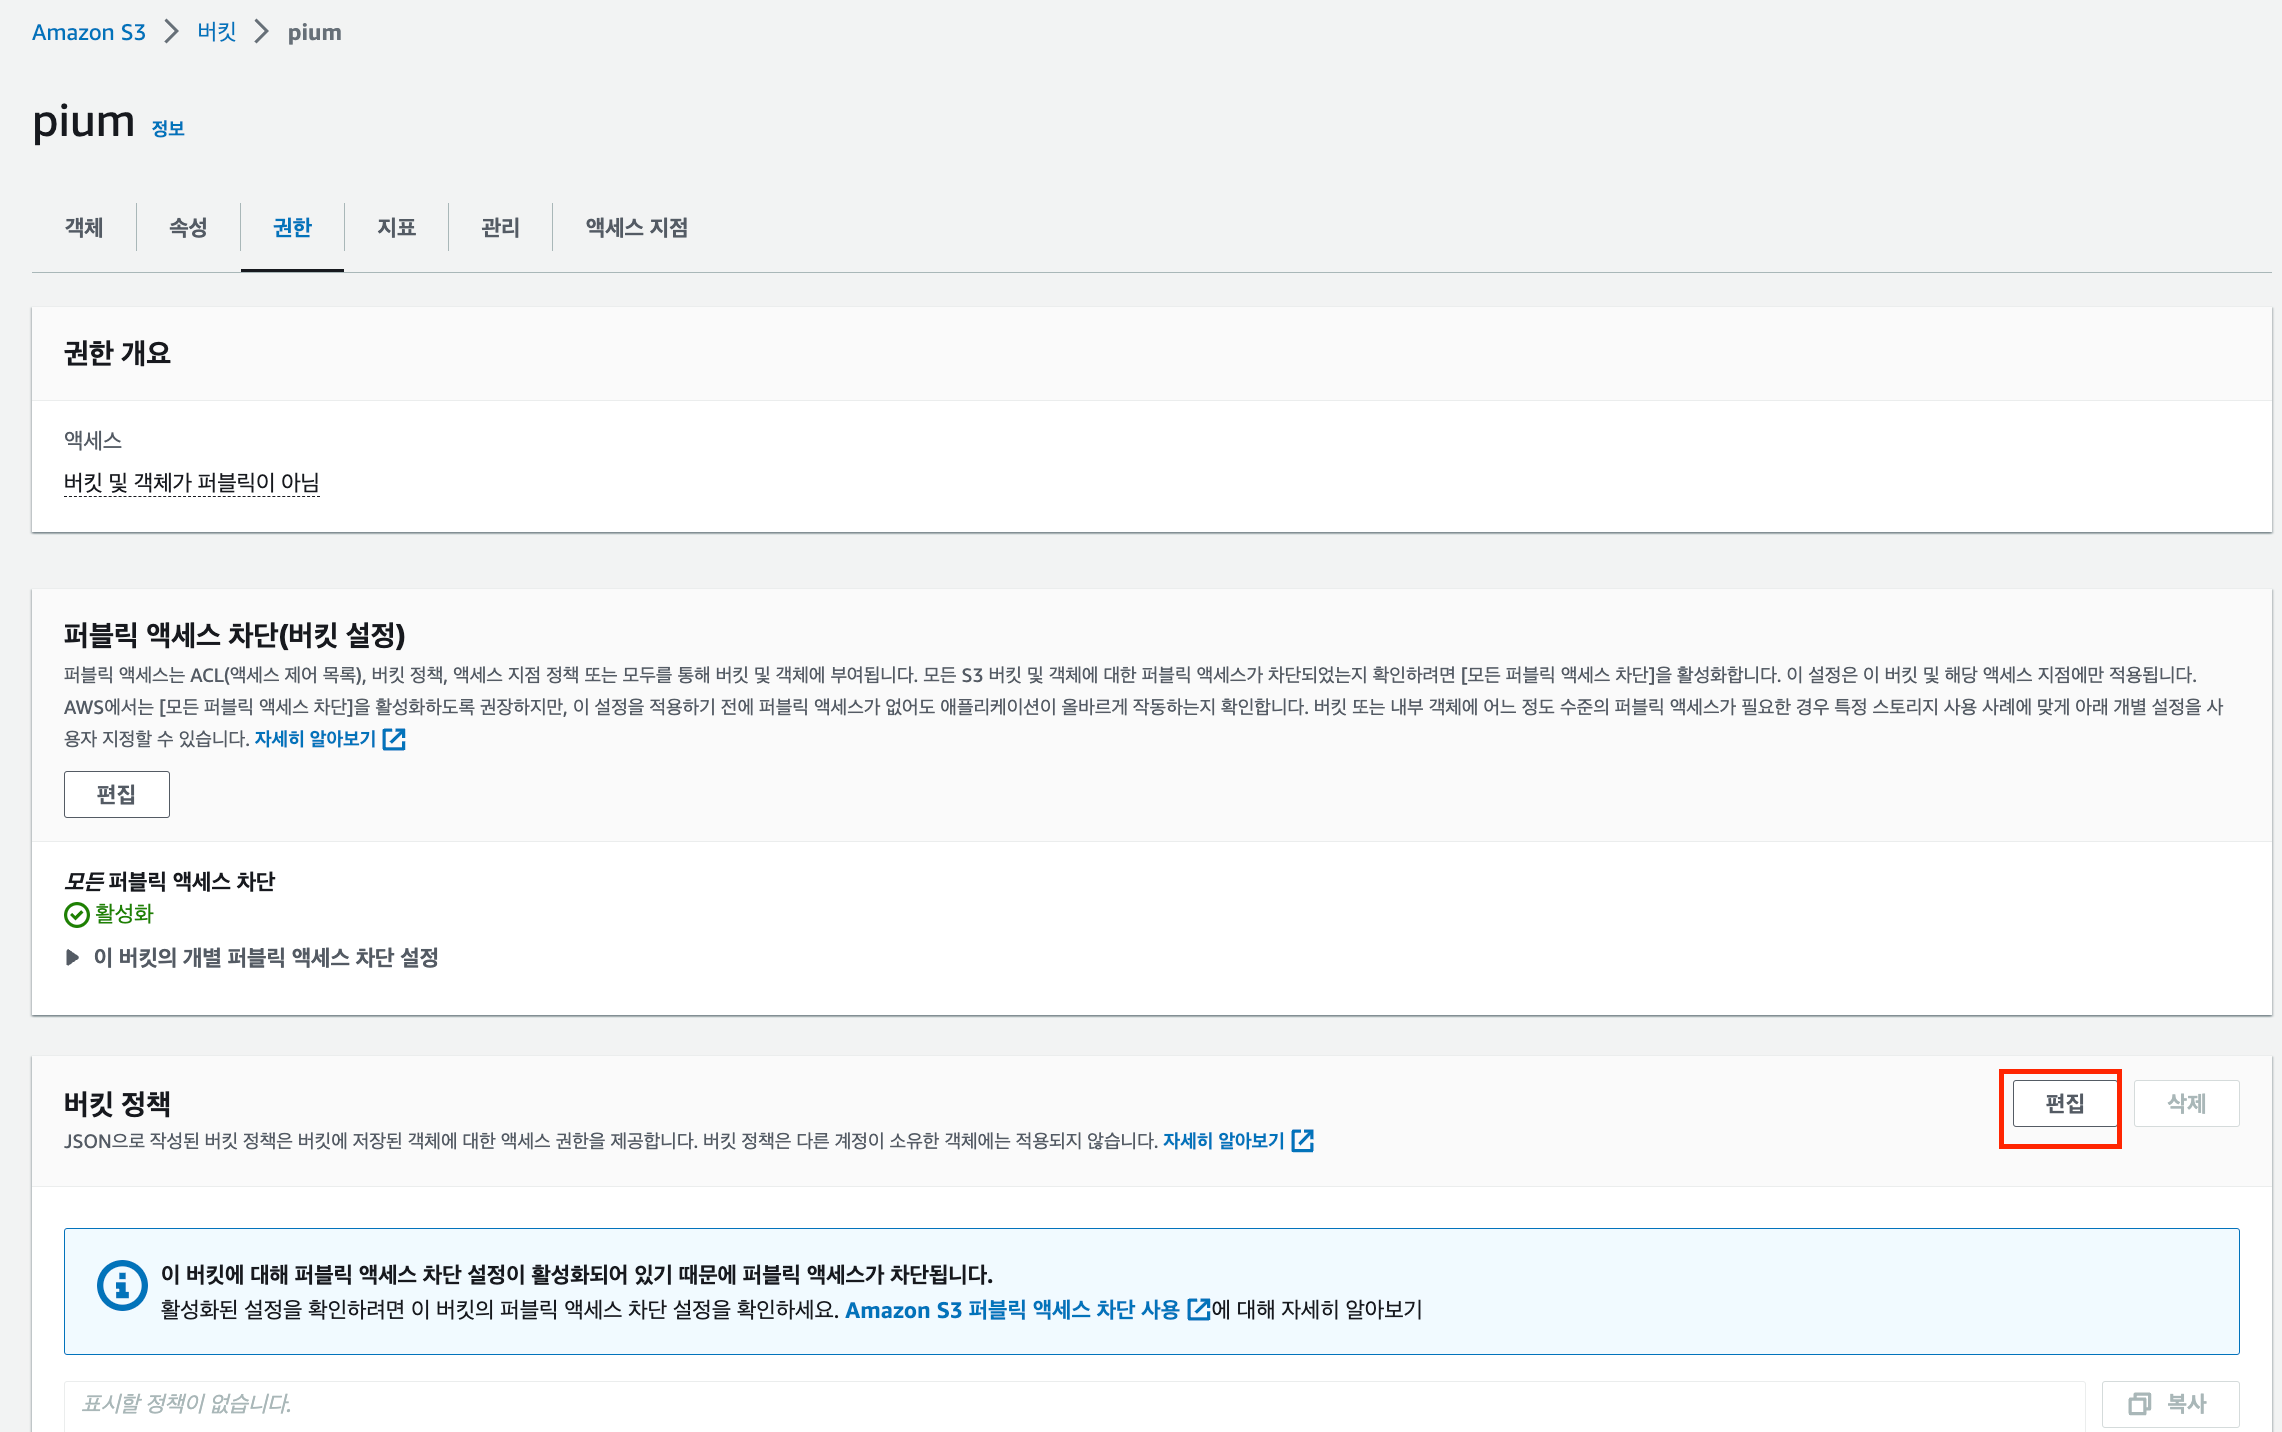 Amazon S3 > 버킷 > pium
pium 정보
객체 속성 권한 지표 관리 액세스 지점
권한 개요
액세스
버킷 및 객체가 퍼블릭이 아님
퍼블릭 액세스 차단(버킷 설정)
퍼블릭 액세스는 ACL(액세스 제어 목록), 버킷 정책, 액세스 지점 정책 또는 모두를 통해 버킷 및 객체에 부여됩니다. 모든 S3 버킷 및 객체에 대한 퍼블릭 액세스가 차단되었는지 확인하려면 [모든 퍼블릭 액세스 차단]을 활성화합니다. 이 설정은 이 버킷 및 해당 액세스 지점에만 적용됩니다.
AWS에서는 [모든 퍼블릭 액세스 차단]을 활성화하도록 권장하지만, 이 설정을 적용하기 전에 퍼블릭 액세스가 없어도 애플리케이션이 올바르게 작동하는지 확인합니다. 버킷 또는 내부 객체에 어느 정도 수준의 퍼블릭 액세스가 필요한 경우 특정 스토리지 사용 사례에 맞게 아래 개별 설정을 사
용자 지정할 수 있습니다. 자세히 알아보기
편집
모든 퍼블릭 액세스 차단
활성화
이 버킷의 개별 퍼블릭 액세스 차단 설정
버킷 정책
편집 삭제
JSON으로 작성된 버킷 정책은 버킷에 저장된 객체에 대한 액세스 권한을 제공합니다. 버킷 정책은 다른 계정이 소유한 객체에는 적용되지 않습니다. 자세히 알아보기
이 버킷에 대해 퍼블릭 액세스 차단 설정이 활성화되어 있기 때문에 퍼블릭 액세스가 차단됩니다.
활성화된 설정을 확인하려면 이 버킷의 퍼블릭 액세스 차단 설정을 확인하세요. Amazon S3 퍼블릭 액세스 차단 사용에 대해 자세히 알아보기
표시할 정책이 없습니다.
복사